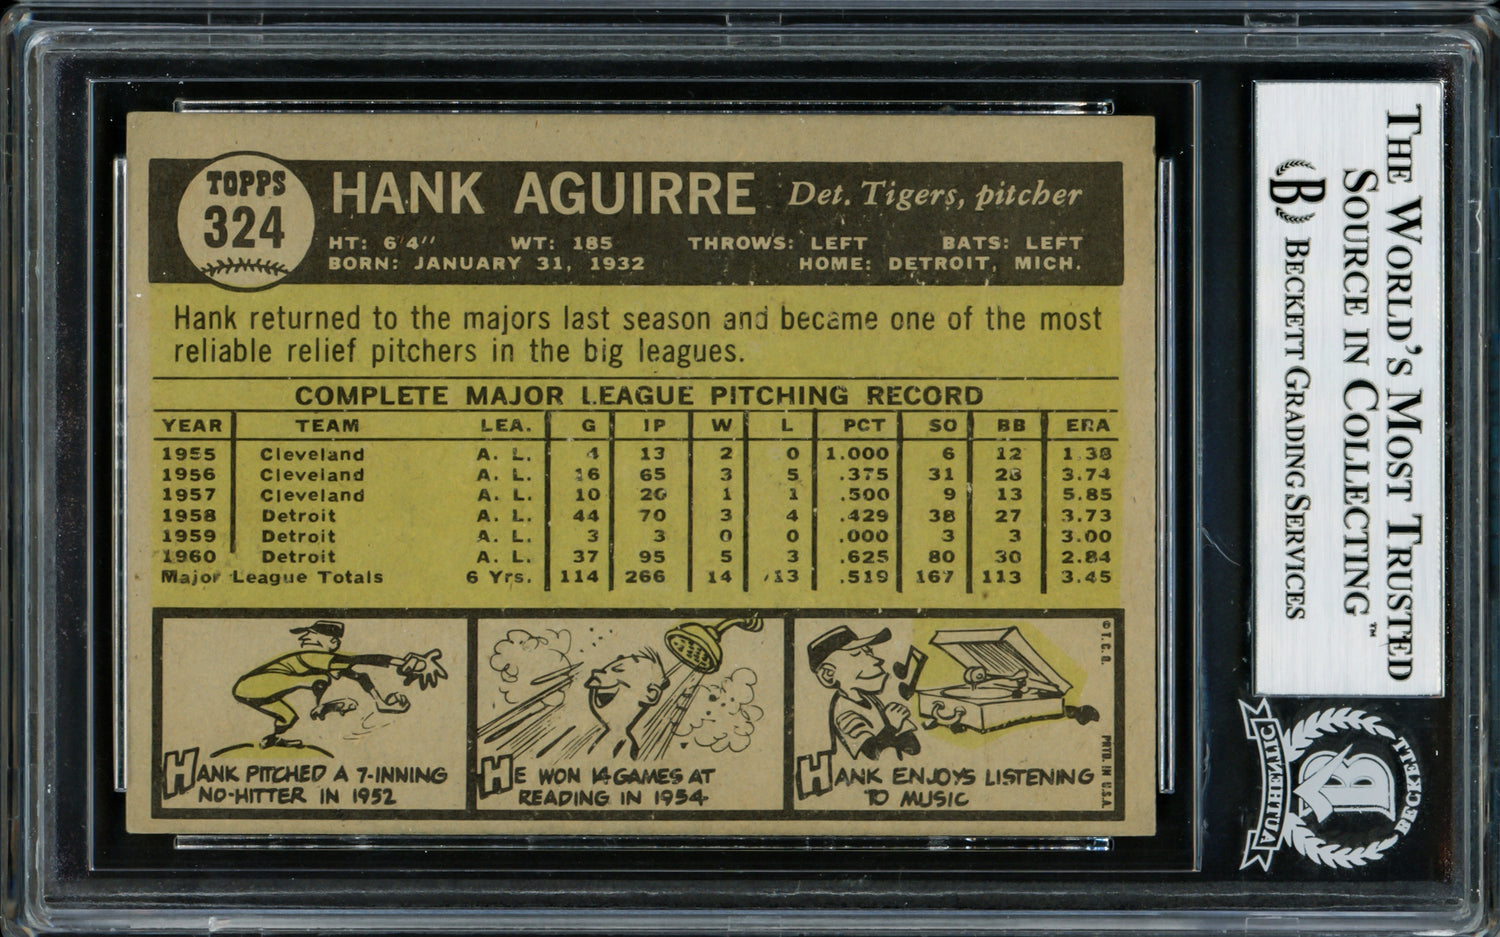 TOPPS
324
HANK AGUIRRE Det. Tigers, pitcher
HT: 6'4" WT: 185 THROWS: LEFT BATS: LEFT
BORN: JANUARY 31, 1932 HOME: DETROIT, MICH.
Hank returned to the majors last season and became one of the most
reliable relief pitchers in the big leagues.
COMPLETE MAJOR LEAGUE PITCHING RECORD
YEAR TEAM LEA. G IP W L PCT SO BB ERA
1955 Cleveland A. L. 4 13 2 0 1.000 6 12 1.38
1956 Cleveland A. L. 16 65 3 5 .375 31 28 3.74
1957 Cleveland A. L. 10 20 1 1 .500 9 13 5.85
1958 Detroit A. L. 44 70 3 4 .429 38 27 3.73
1959 Detroit A. L. 3 3 0 0 .000 3 3 3.00
1960 Detroit A. L. 37 95 5 3 .625 80 30 2.84
Major League Totals 6 Yrs. 114 266 14 13 .519 167 113 3.45
HANK PITCHED A 7-INNING
NO-HITTER IN 1952
HE WON 14 GAMES AT
READING IN 1954
HANK ENJOYS LISTENING
TO MUSIC
© T. C. G.
PRTD. IN U.S.A.
THE WORLD'S MOST TRUSTED
SOURCE IN COLLECTING™
B BECKETT GRADING SERVICES
BECKETT
B
AUTHENTIC